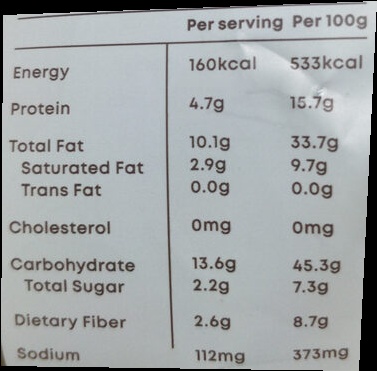 Per serving Per 100g
Energy 160kcal 533kcal
Protein 4.7g 15.7g
Total Fat 10.1g 33.7g
Saturated Fat 2.9g 9.7g
Trans Fat 0.0g 0.0g
Cholesterol 0mg 0mg
Carbohydrate 13.6g 45.3g
Total Sugar 2.2g 7.3g
Dietary Fiber 2.6g 8.7g
Sodium 112mg 373mg